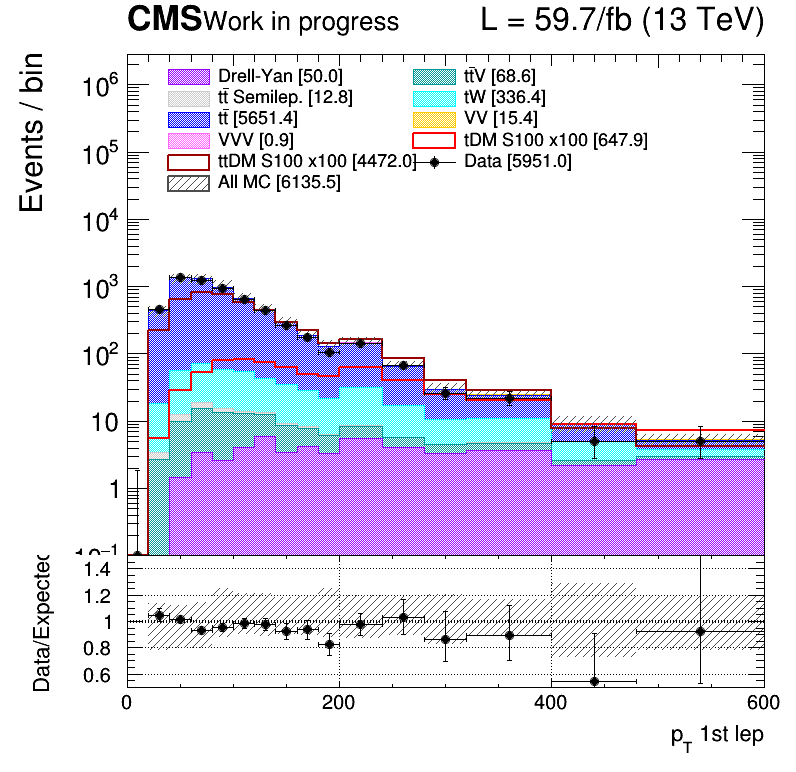 CMS Work in progress L = 59.7/fb (13 TeV)
Events / bin
Drell-Yan [50.0] tt̄V [68.6]
tt̄ Semilep. [12.8] tW [336.4]
tt̄ [5651.4] VV [15.4]
VVV [0.9] tDM S100 x100 [647.9]
ttDM S100 x100 [4472.0] Data [5951.0]
All MC [6135.5]
10⁶
10⁵
10⁴
10³
10²
10
1
10⁻¹
Data/Expected
1.4
1.2
1
0.8
0.6
0 200 400 600
p_T 1st lep